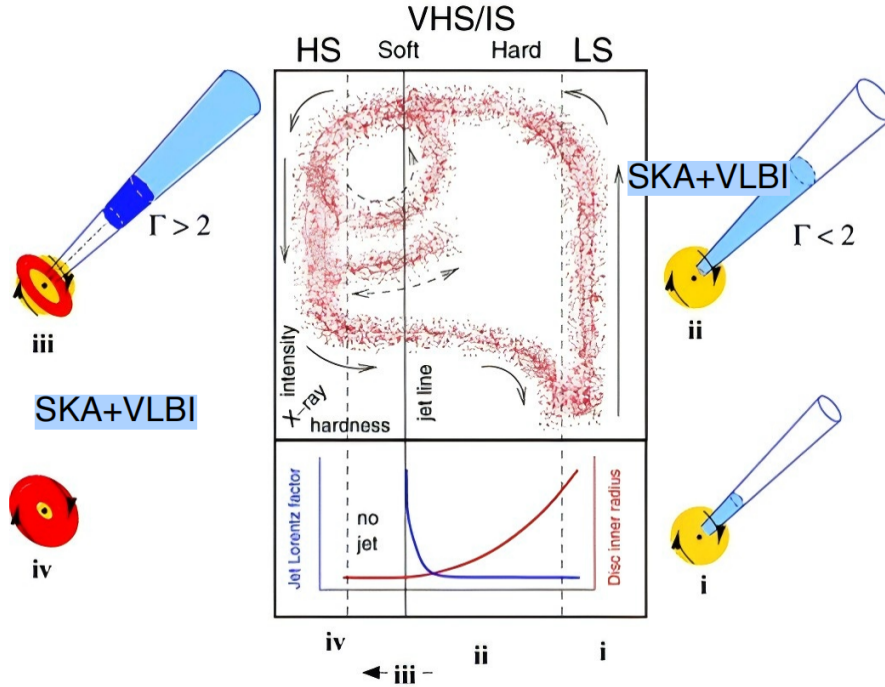 VHS/IS
HS
Soft
Hard
LS
SKA+VLBI
Γ > 2
Γ < 2
iii
ii
X-ray
intensity
hardness
jet line
SKA+VLBI
Jet Lorentz factor
no
jet
Disc inner radius
iv
i
iv
iii
ii
i